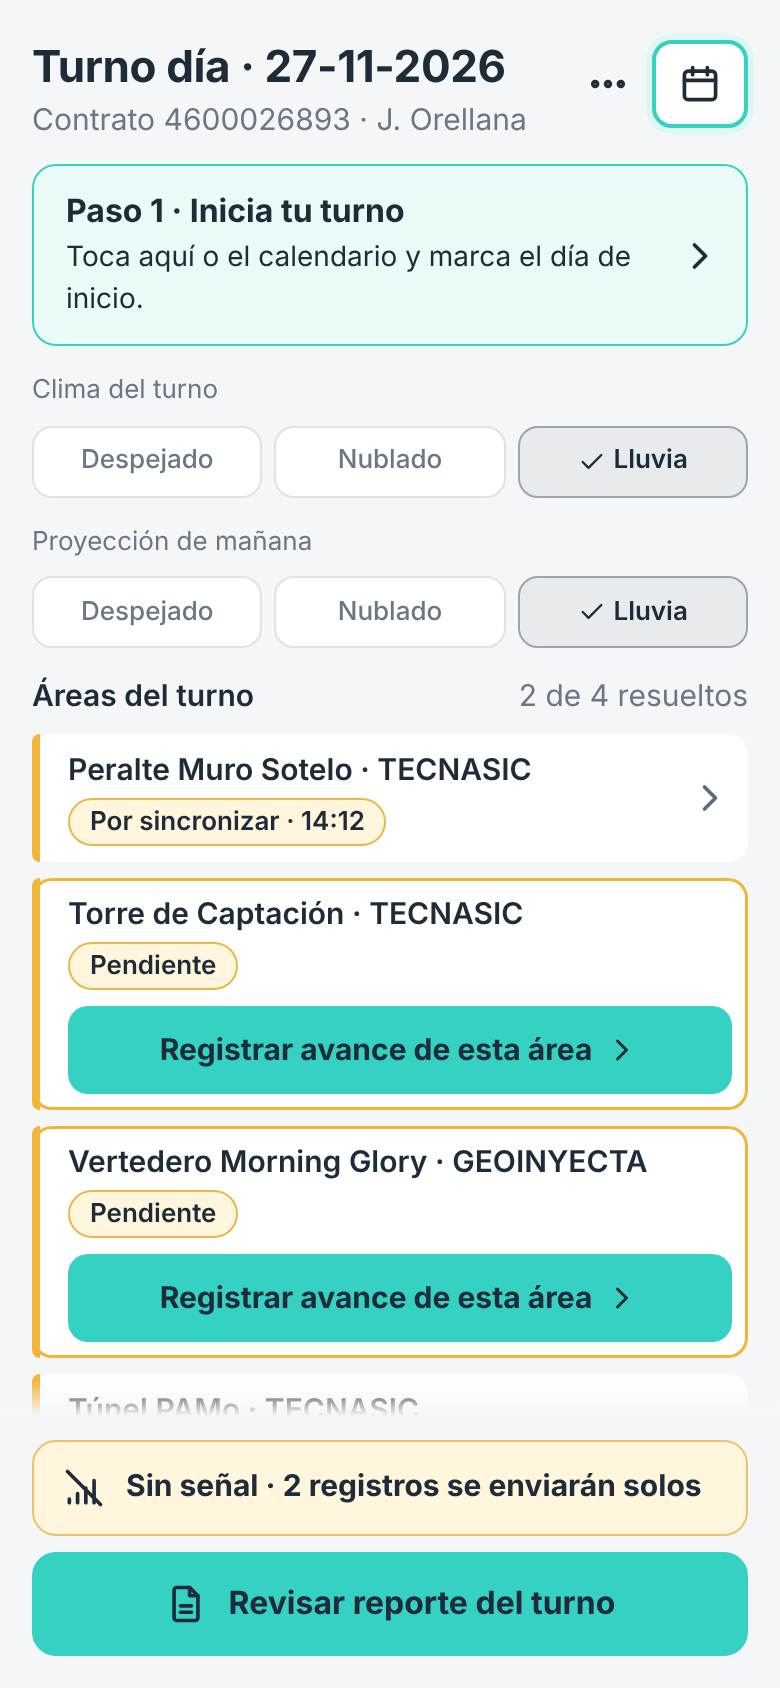 Turno día · 27-11-2026
Contrato 4600026893 · J. Orellana
Paso 1 · Inicia tu turno
Toca aquí o el calendario y marca el día de
inicio.
Clima del turno
Despejado
Nublado
Lluvia
Proyección de mañana
Despejado
Nublado
Lluvia
Áreas del turno
2 de 4 resueltos
Peralte Muro Sotelo · TECNASIC
Por sincronizar · 14:12
Torre de Captación · TECNASIC
Pendiente
Registrar avance de esta área
Vertedero Morning Glory · GEOINYECTA
Pendiente
Registrar avance de esta área
Túnel PAMo · TECNASIC
Sin señal · 2 registros se enviarán solos
Revisar reporte del turno